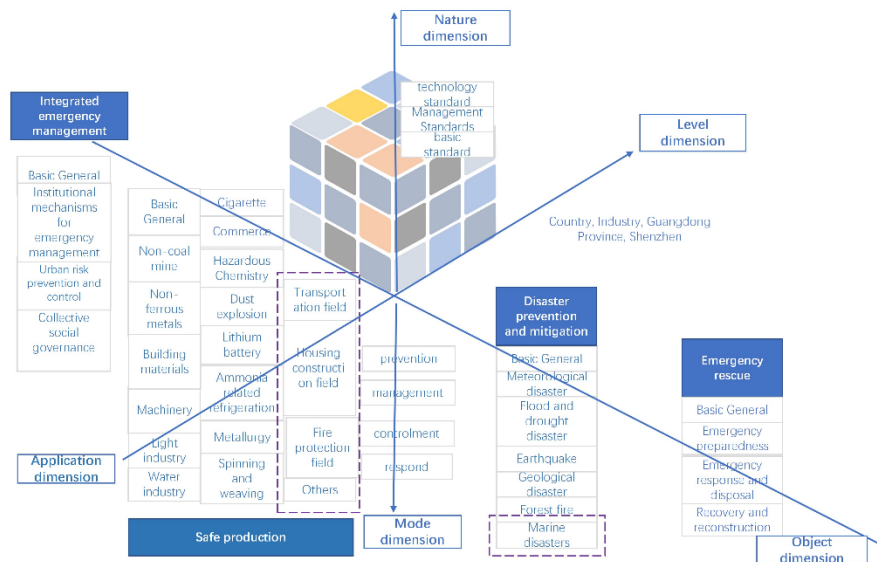 Nature
dimension
technology
standard
Management
Standards
basic
standard
Integrated
emergency
management
Level
dimension
Country, Industry, Guangdong
Province, Shenzhen
Basic General
Institutional
mechanisms
for
emergency
management
Urban risk
prevention and
control
Collective
social
governance
Basic
General
Non-coal
mine
Non-
ferrous
metals
Building
materials
Machinery
Light
industry
Water
industry
Cigarette
Commerce
Hazardous
Chemistry
Dust
explosion
Lithium
battery
Ammonia
related
refrigeration
Metallurgy
Spinning
and
weaving
Transport
ation field
Housing
constructi
on field
Fire
protection
field
Others
prevention
management
controlment
respond
Disaster
prevention
and mitigation
Basic General
Meteorological
disaster
Flood and
drought
disaster
Earthquake
Geological
disaster
Forest fire
Marine
disasters
Emergency
rescue
Basic General
Emergency
preparedness
Emergency
response and
disposal
Recovery and
reconstruction
Application
dimension
Safe production
Mode
dimension
Object
dimension